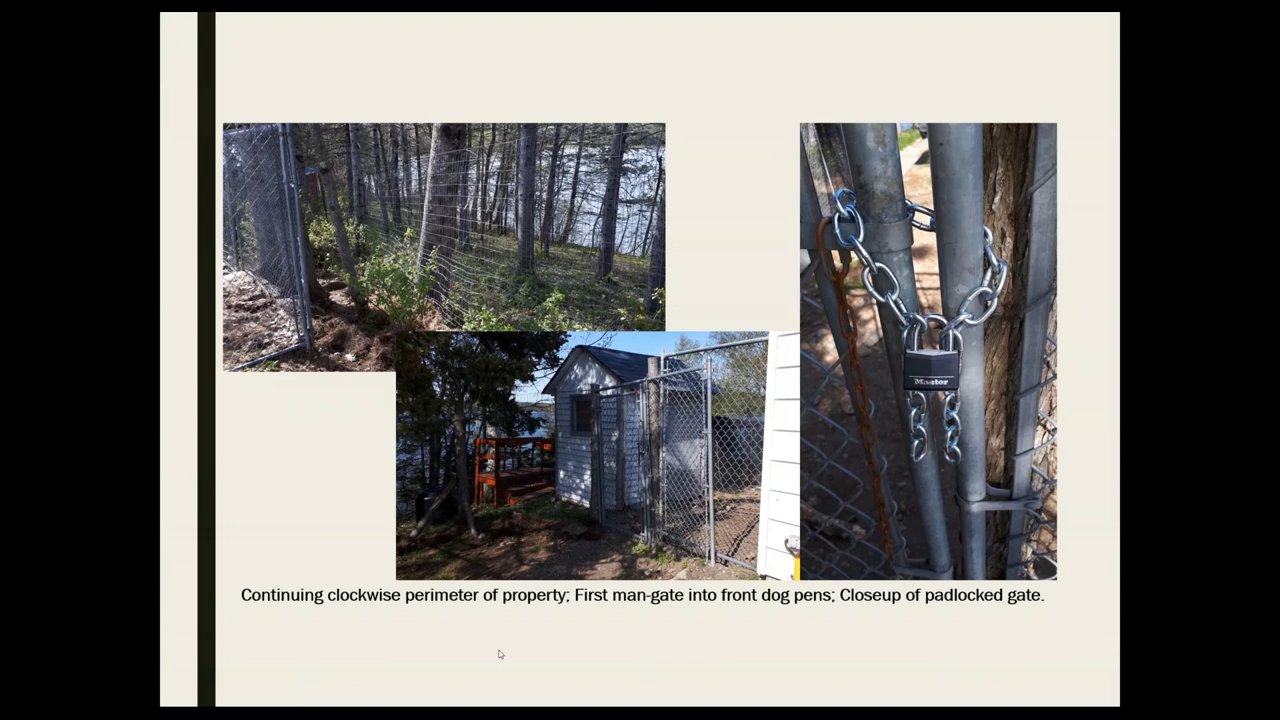 Master
Continuing clockwise perimeter of property; First man-gate into front dog pens; Closeup of padlocked gate.